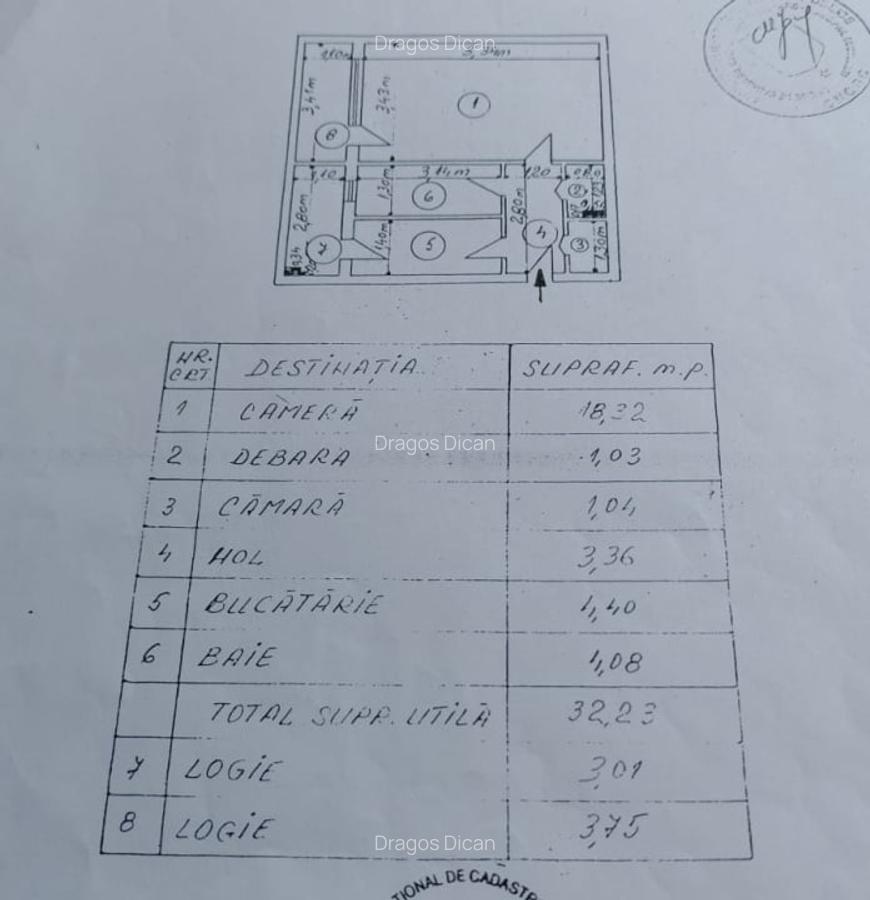 Dragos Dican
1,10m
3,41m
3,43m
1
8
1,10
3,14m
1,20
1,30m
6
2,80m
2
2,80m
7
1,40m
5
4
3
1,30m
NR. CRT
DESTINAȚIA
SUPRAF. m.p.
1 CAMERĂ 18,32
Dragos Dican
2 DEBARA 1,03
3 CĂMARĂ 1,04
4 HOL 3,36
5 BUCĂTĂRIE 4,40
6 BAIE 4,08
TOTAL SUPR. UTILĂ 32,23
7 LOGIE 3,01
8 LOGIE 3,75
Dragos Dican
ȚIONAL DE CADASTR